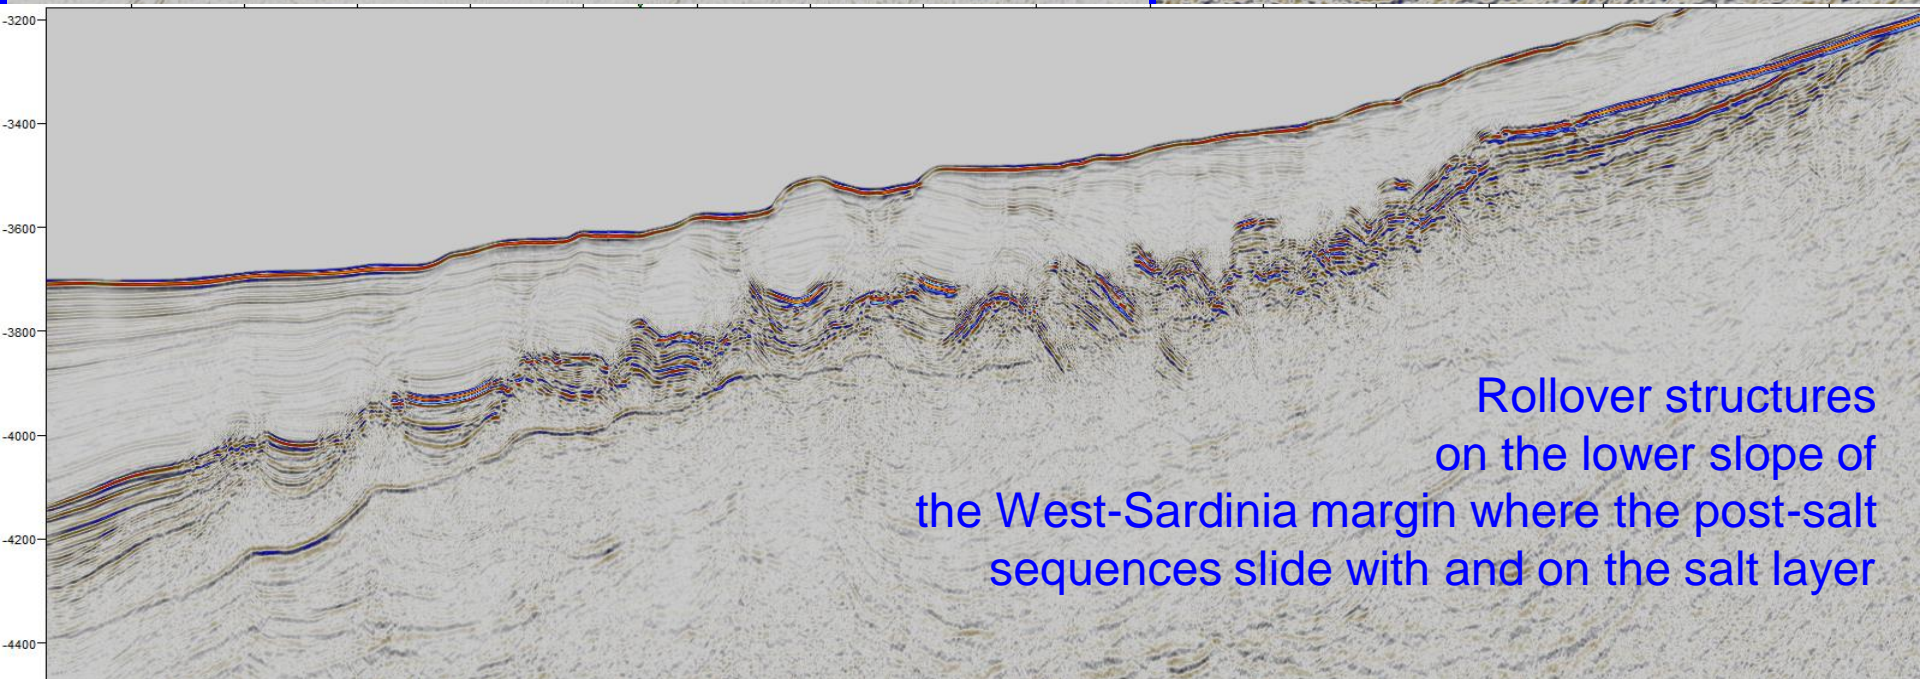 -3200
-3400
-3600
-3800
-4000
-4200
-4400
Rollover structures
on the lower slope of
the West-Sardinia margin where the post-salt
sequences slide with and on the salt layer